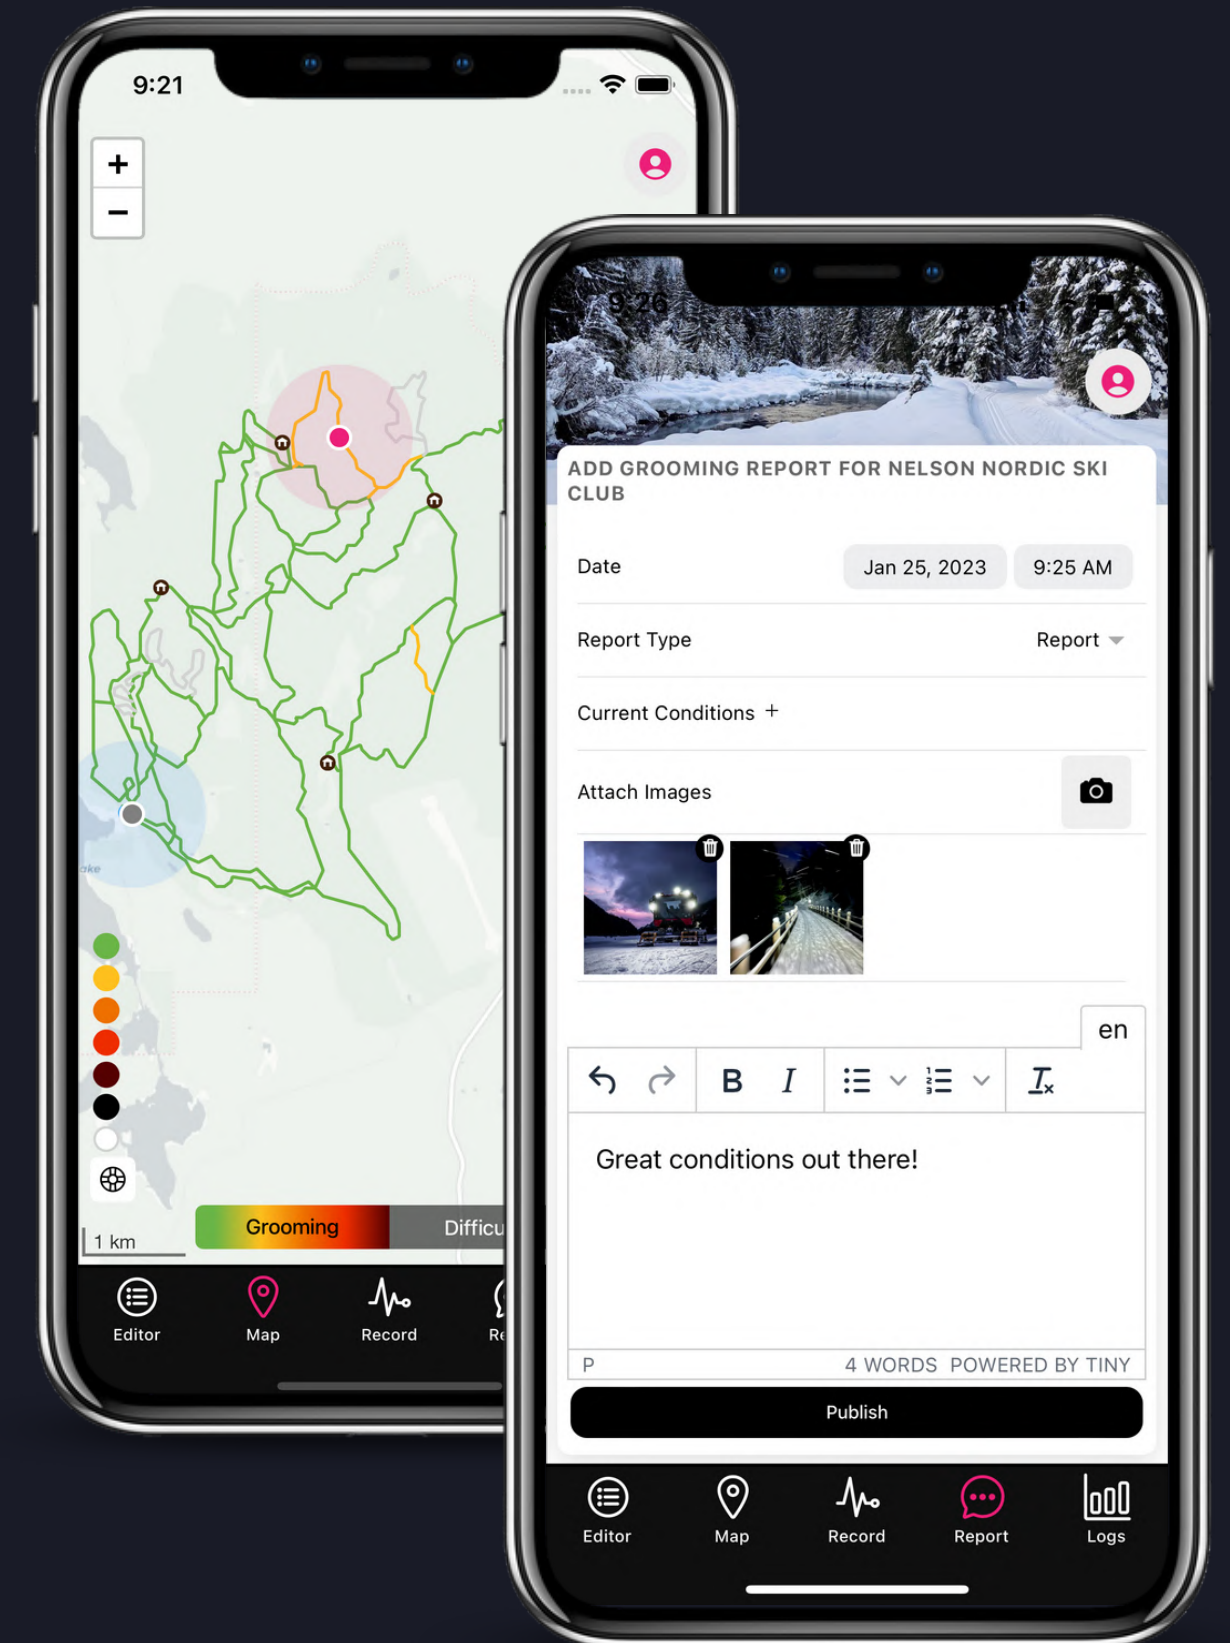 9:21
+
−
ake
1 km
Grooming
Difficu
Editor
Map
Record
Re
9:26
ADD GROOMING REPORT FOR NELSON NORDIC SKI
CLUB
Date
Jan 25, 2023
9:25 AM
Report Type
Report
Current Conditions +
Attach Images
en
B I
Great conditions out there!
P
4 WORDS POWERED BY TINY
Publish
Editor
Map
Record
Report
Logs